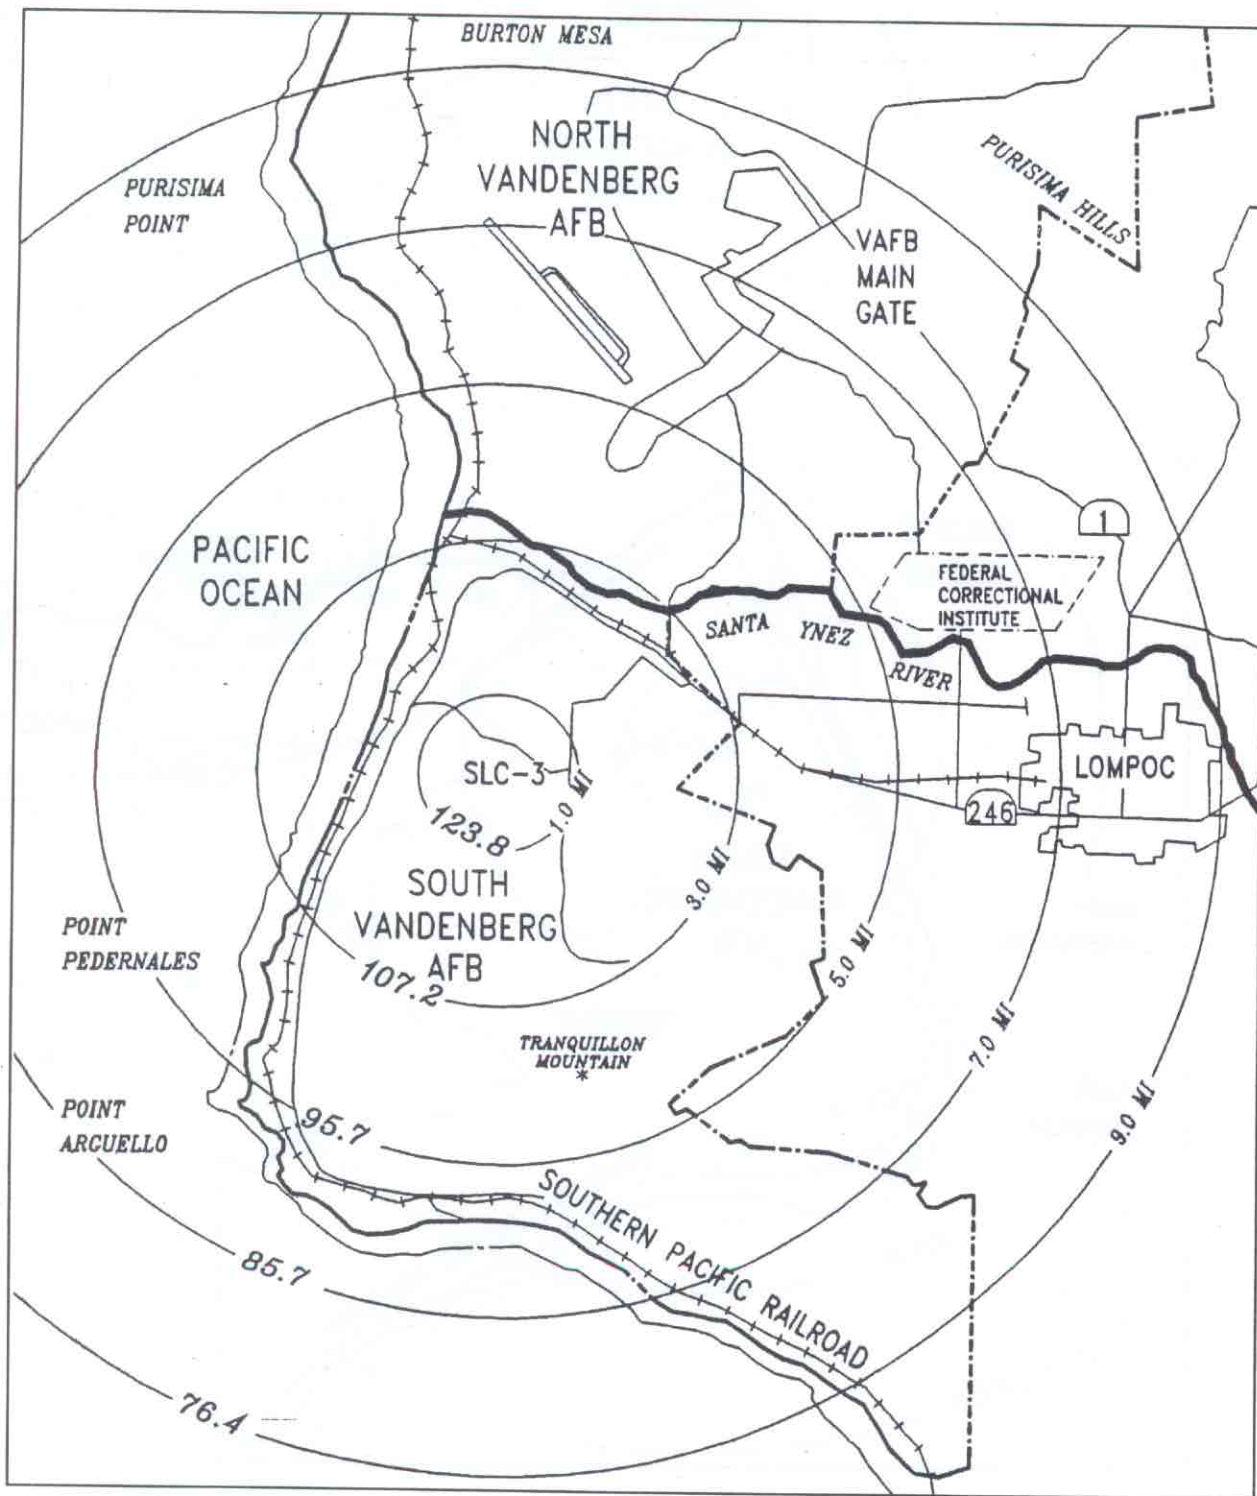 BURTON MESA
NORTH
VANDENBERG
AFB
PURISIMA
POINT
PURISIMA HILLS
VAFB
MAIN
GATE
PACIFIC
OCEAN
1
FEDERAL
CORRECTIONAL
INSTITUTE
SANTA YNEZ RIVER
SLC-3
LOMPOC
246
1.0 MI
123.8
SOUTH
VANDENBERG
AFB
3.0 MI
POINT
PEDERNALES
107.2
5.0 MI
TRANQUILLON
MOUNTAIN
*
7.0 MI
POINT
ARGUELLO
95.7
9.0 MI
SOUTHERN PACIFIC RAILROAD
85.7
76.4